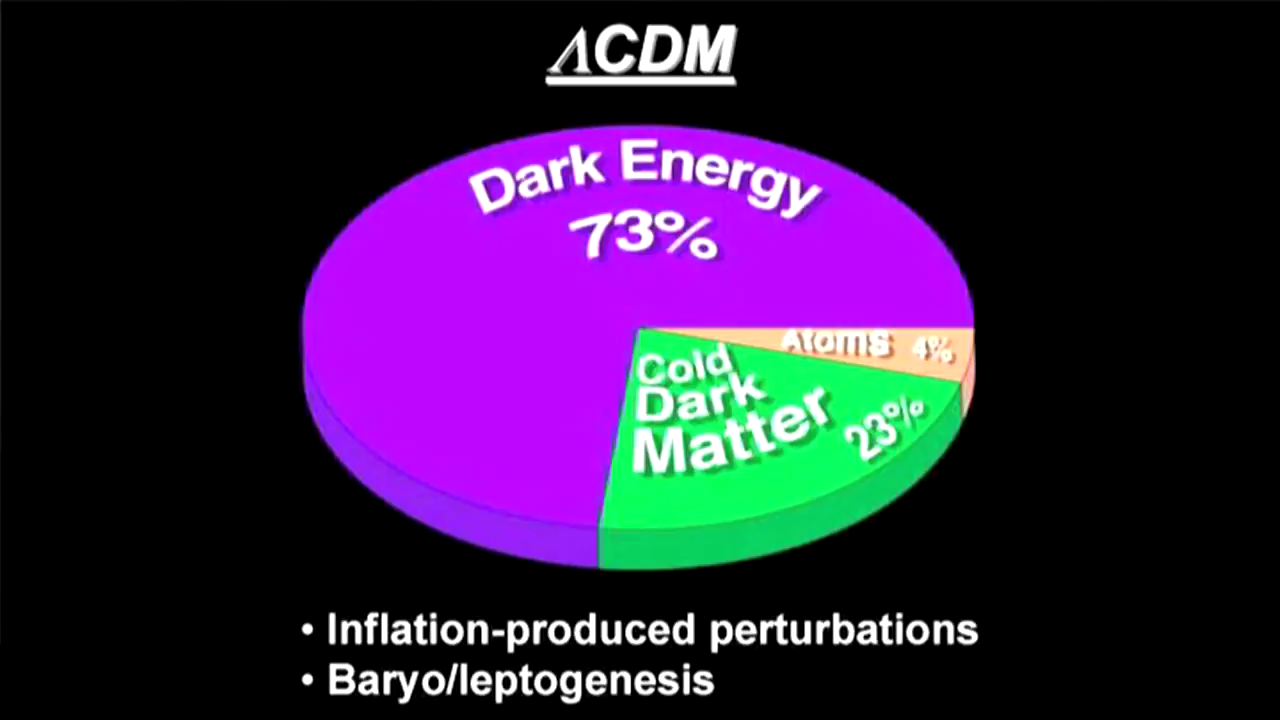 ΛCDM
Dark Energy
73%
Atoms 4%
Cold
Dark
Matter
23%
• Inflation-produced perturbations
• Baryo/leptogenesis